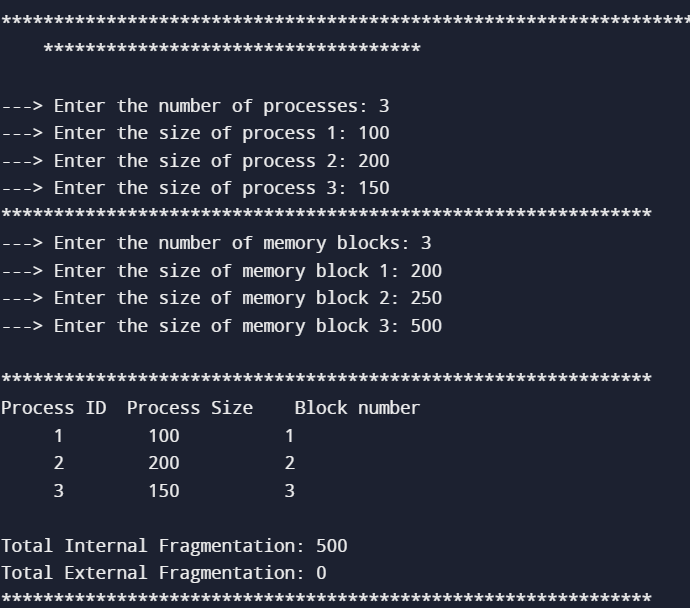 ******************************************************************
************************************
---> Enter the number of processes: 3
---> Enter the size of process 1: 100
---> Enter the size of process 2: 200
---> Enter the size of process 3: 150
**************************************************************
---> Enter the number of memory blocks: 3
---> Enter the size of memory block 1: 200
---> Enter the size of memory block 2: 250
---> Enter the size of memory block 3: 500
**************************************************************
Process ID  Process Size    Block number
1 100 1
2 200 2
3 150 3
Total Internal Fragmentation: 500
Total External Fragmentation: 0
**************************************************************